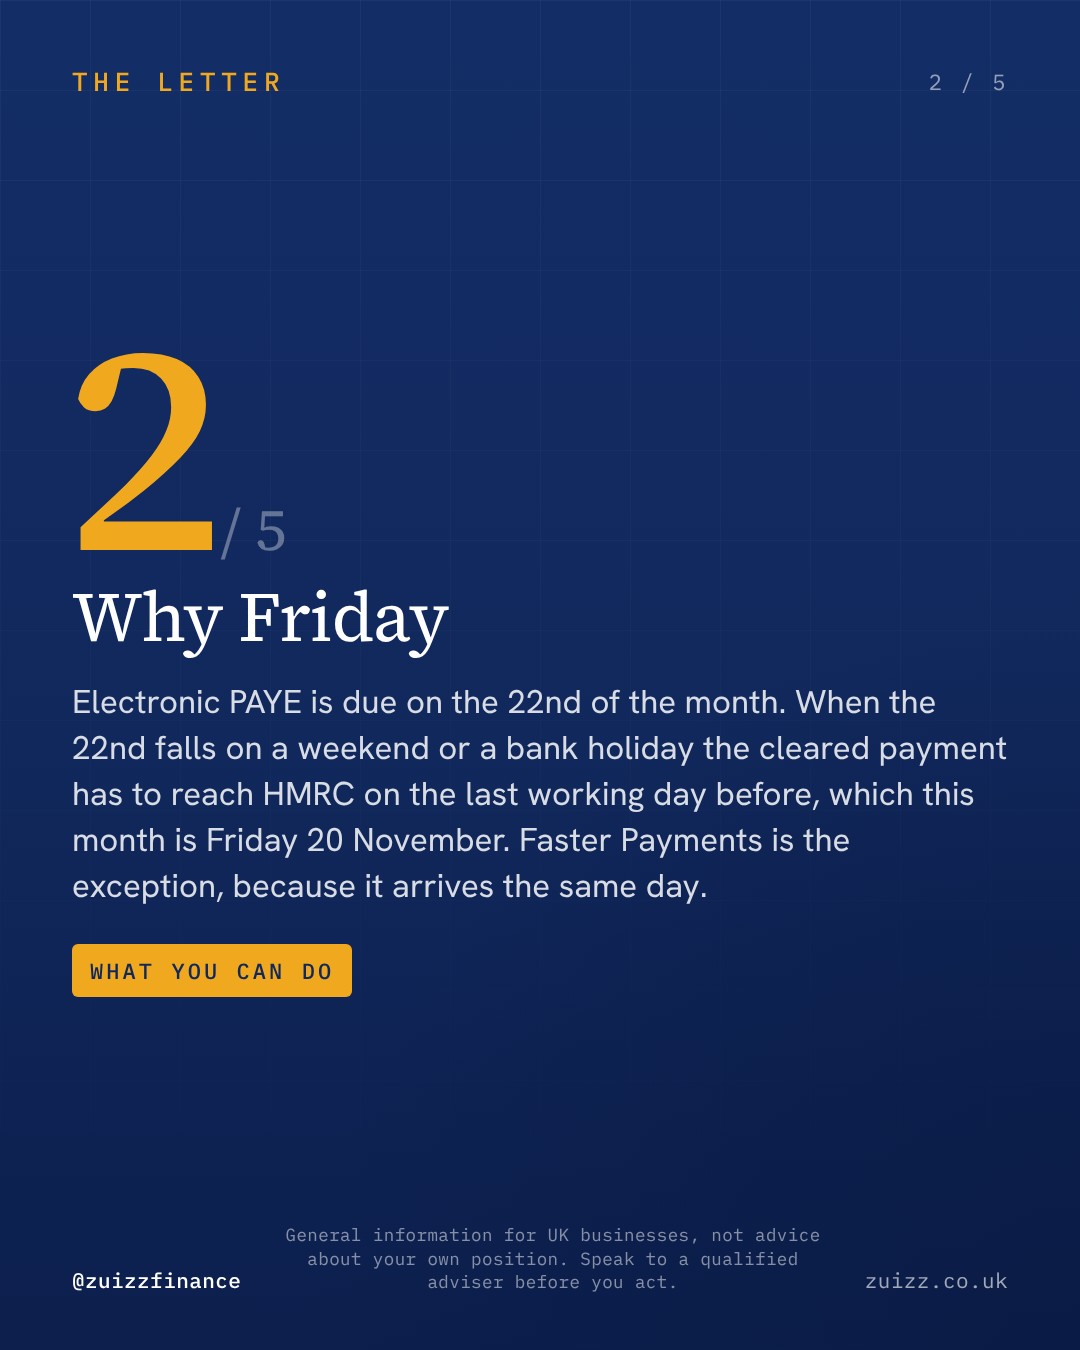 THE LETTER
2 / 5
2 / 5
Why Friday
Electronic PAYE is due on the 22nd of the month. When the
22nd falls on a weekend or a bank holiday the cleared payment
has to reach HMRC on the last working day before, which this
month is Friday 20 November. Faster Payments is the
exception, because it arrives the same day.
WHAT YOU CAN DO
General information for UK businesses, not advice
about your own position. Speak to a qualified
adviser before you act.
@zuizzfinance
zuizz.co.uk